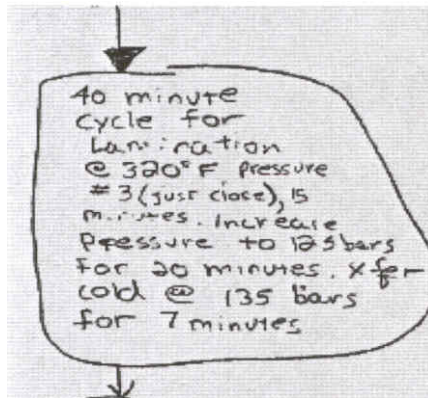 40 minute
cycle for
Lamination
@ 320° F pressure
# 3 (just close), 15
minutes. Increase
pressure to 125 bars
for 20 minutes. xfer
cold @ 135 bars
for 7 minutes